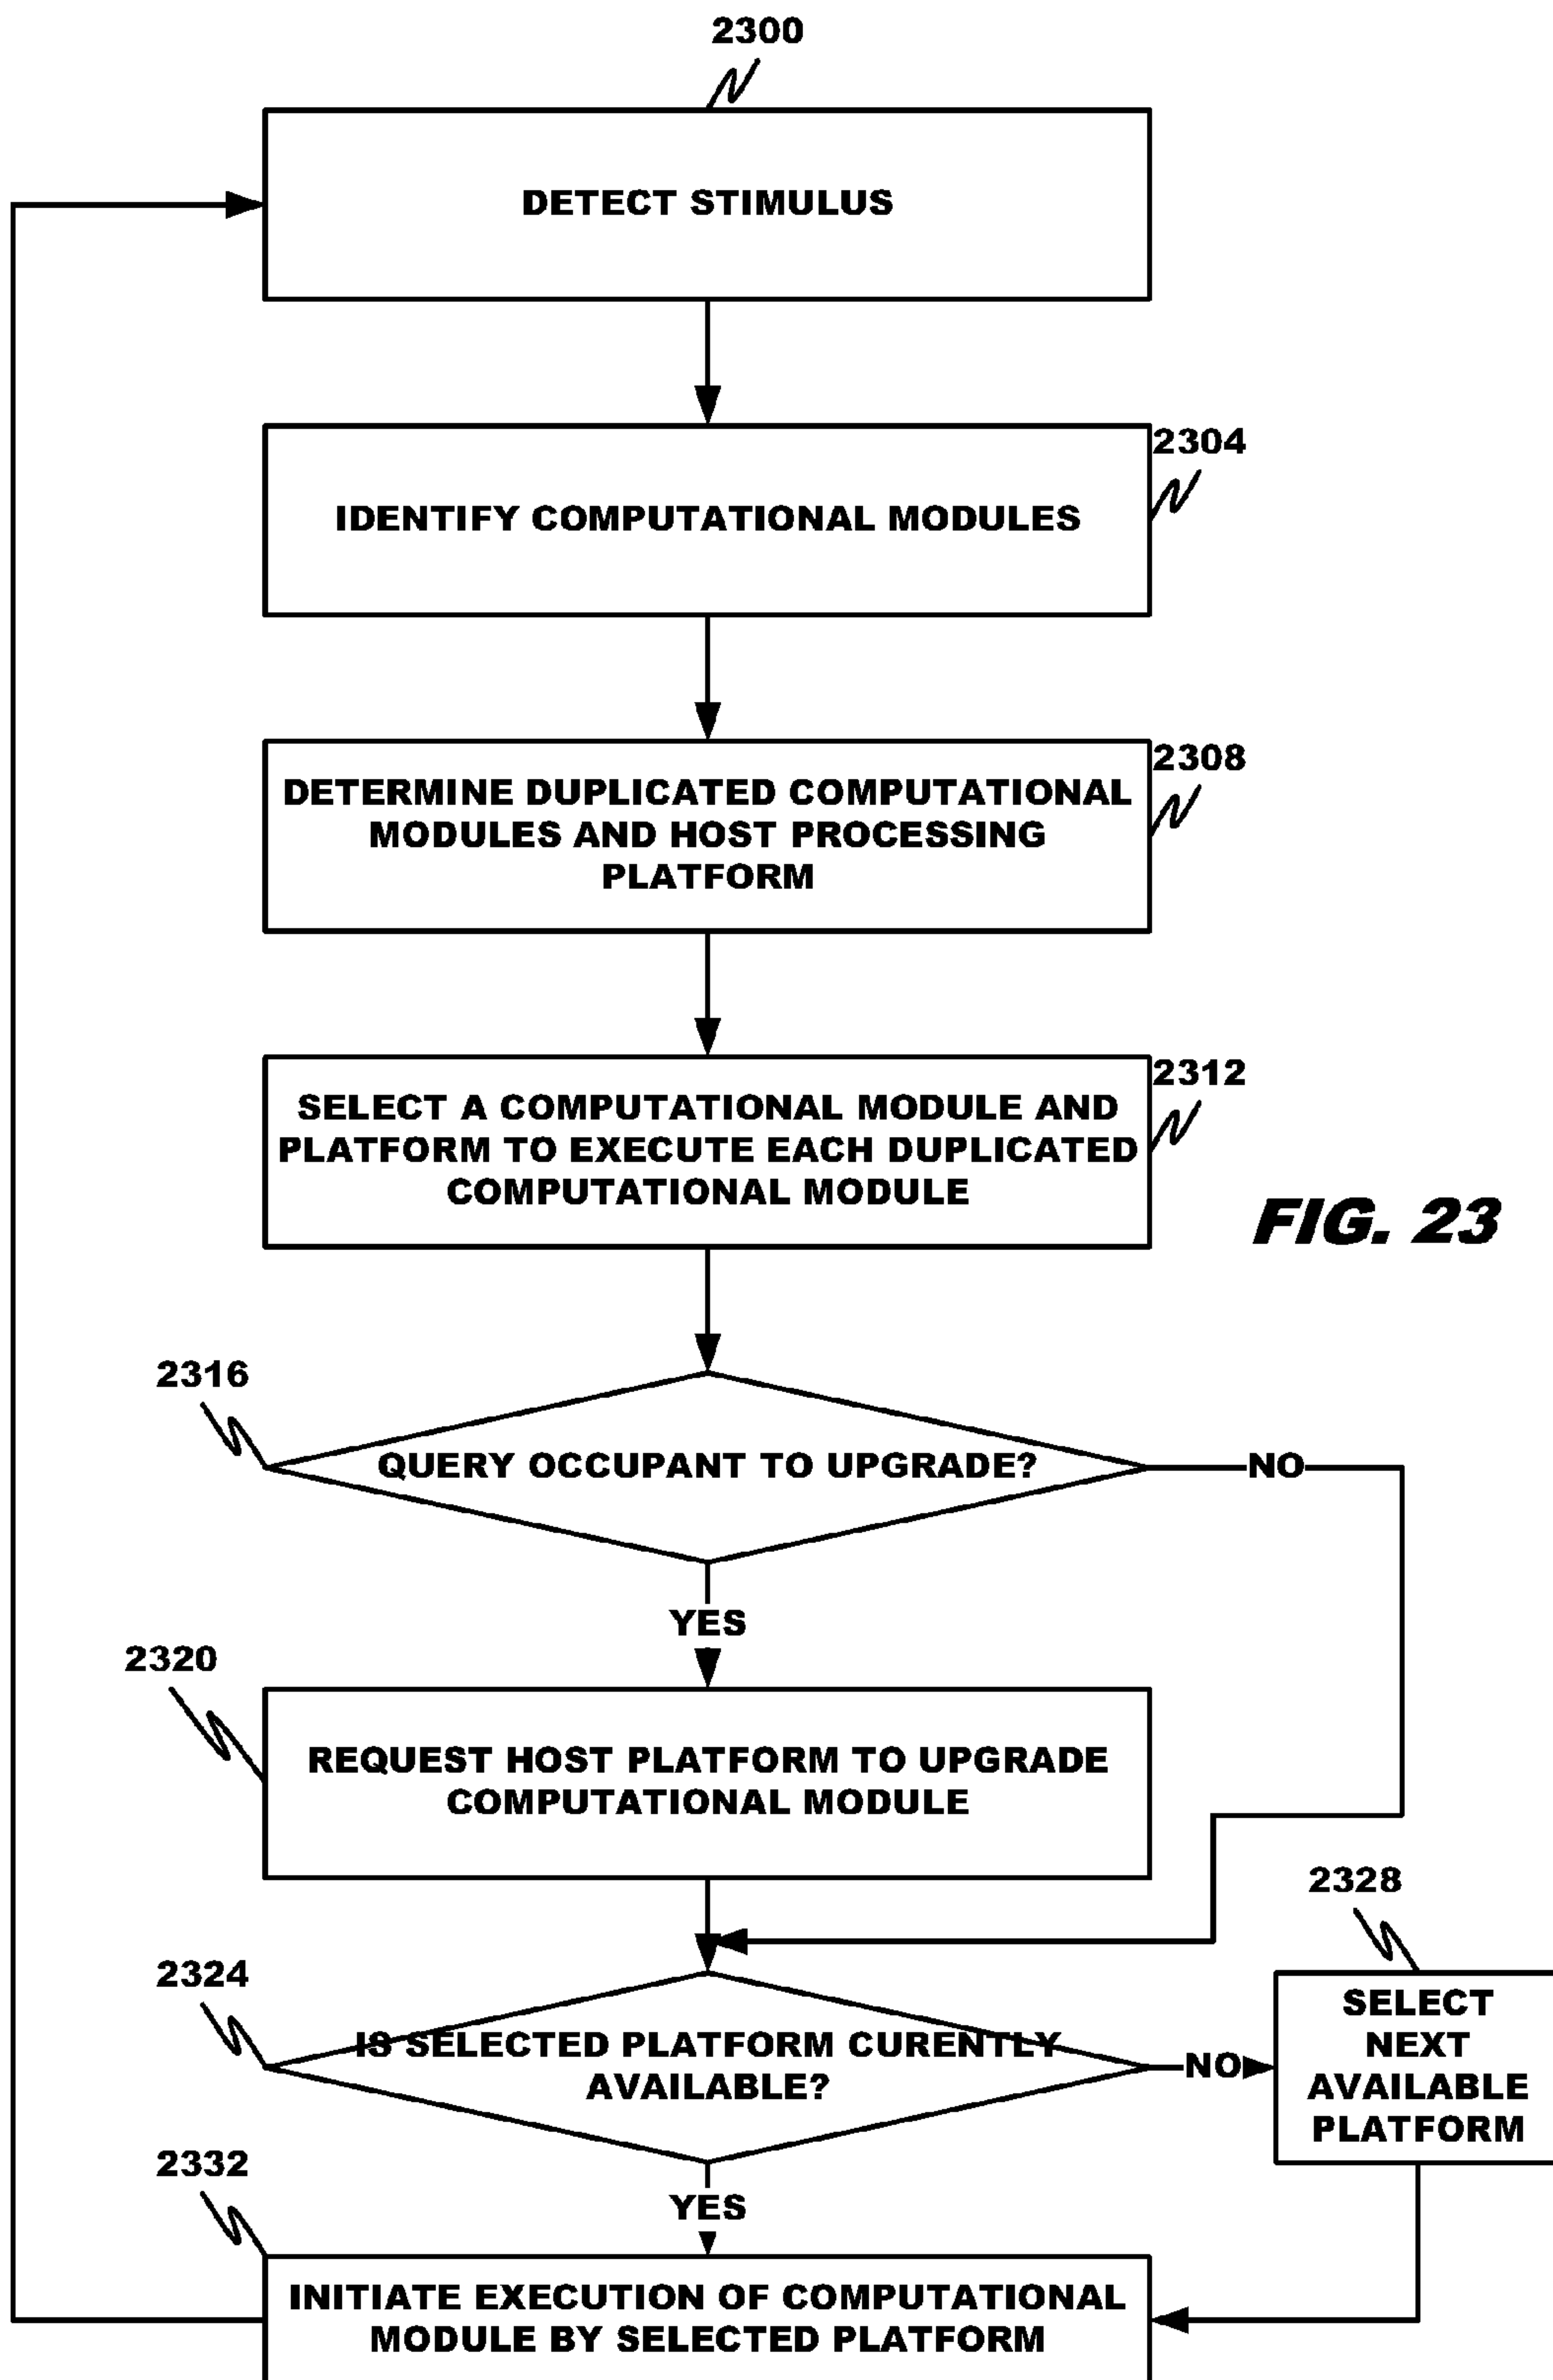 2300
DETECT STIMULUS
2304
IDENTIFY COMPUTATIONAL MODULES
2308
DETERMINE DUPLICATED COMPUTATIONAL
MODULES AND HOST PROCESSING
PLATFORM
2312
SELECT A COMPUTATIONAL MODULE AND
PLATFORM TO EXECUTE EACH DUPLICATED
COMPUTATIONAL MODULE
FIG. 23
2316
QUERY OCCUPANT TO UPGRADE?
NO
YES
2320
REQUEST HOST PLATFORM TO UPGRADE
COMPUTATIONAL MODULE
2328
2324
IS SELECTED PLATFORM CURENTLY
AVAILABLE?
NO
SELECT
NEXT
AVAILABLE
PLATFORM
YES
2332
INITIATE EXECUTION OF COMPUTATIONAL
MODULE BY SELECTED PLATFORM